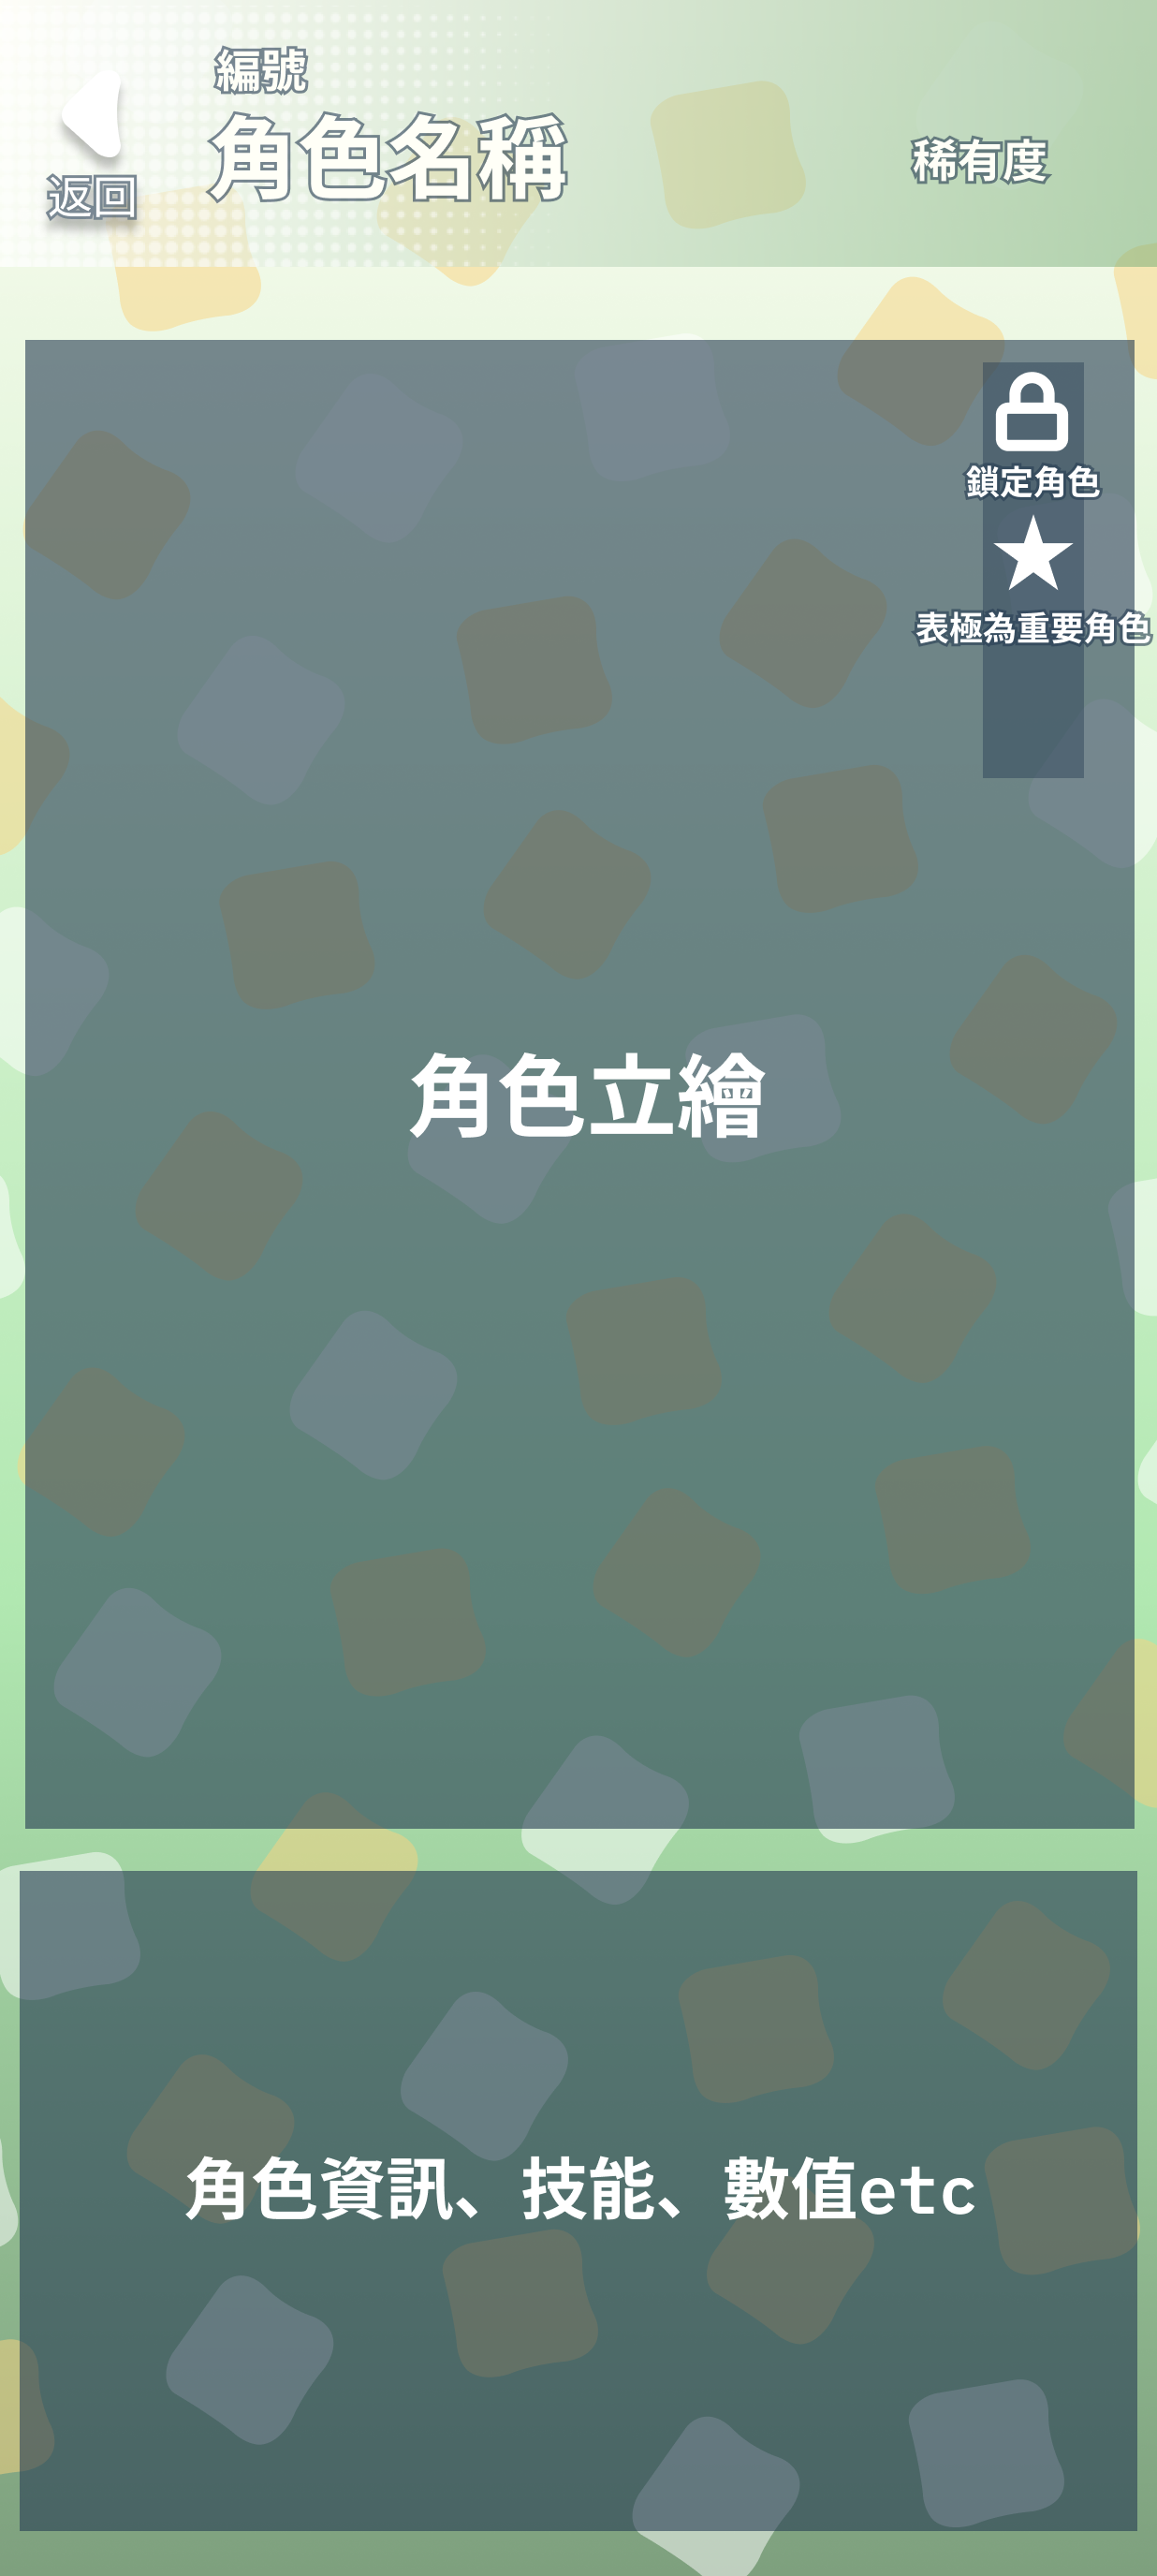 編號
角色名稱
稀有度
返回
鎖定角色
表極為重要角色
角色立繪
角色資訊、技能、數值etc